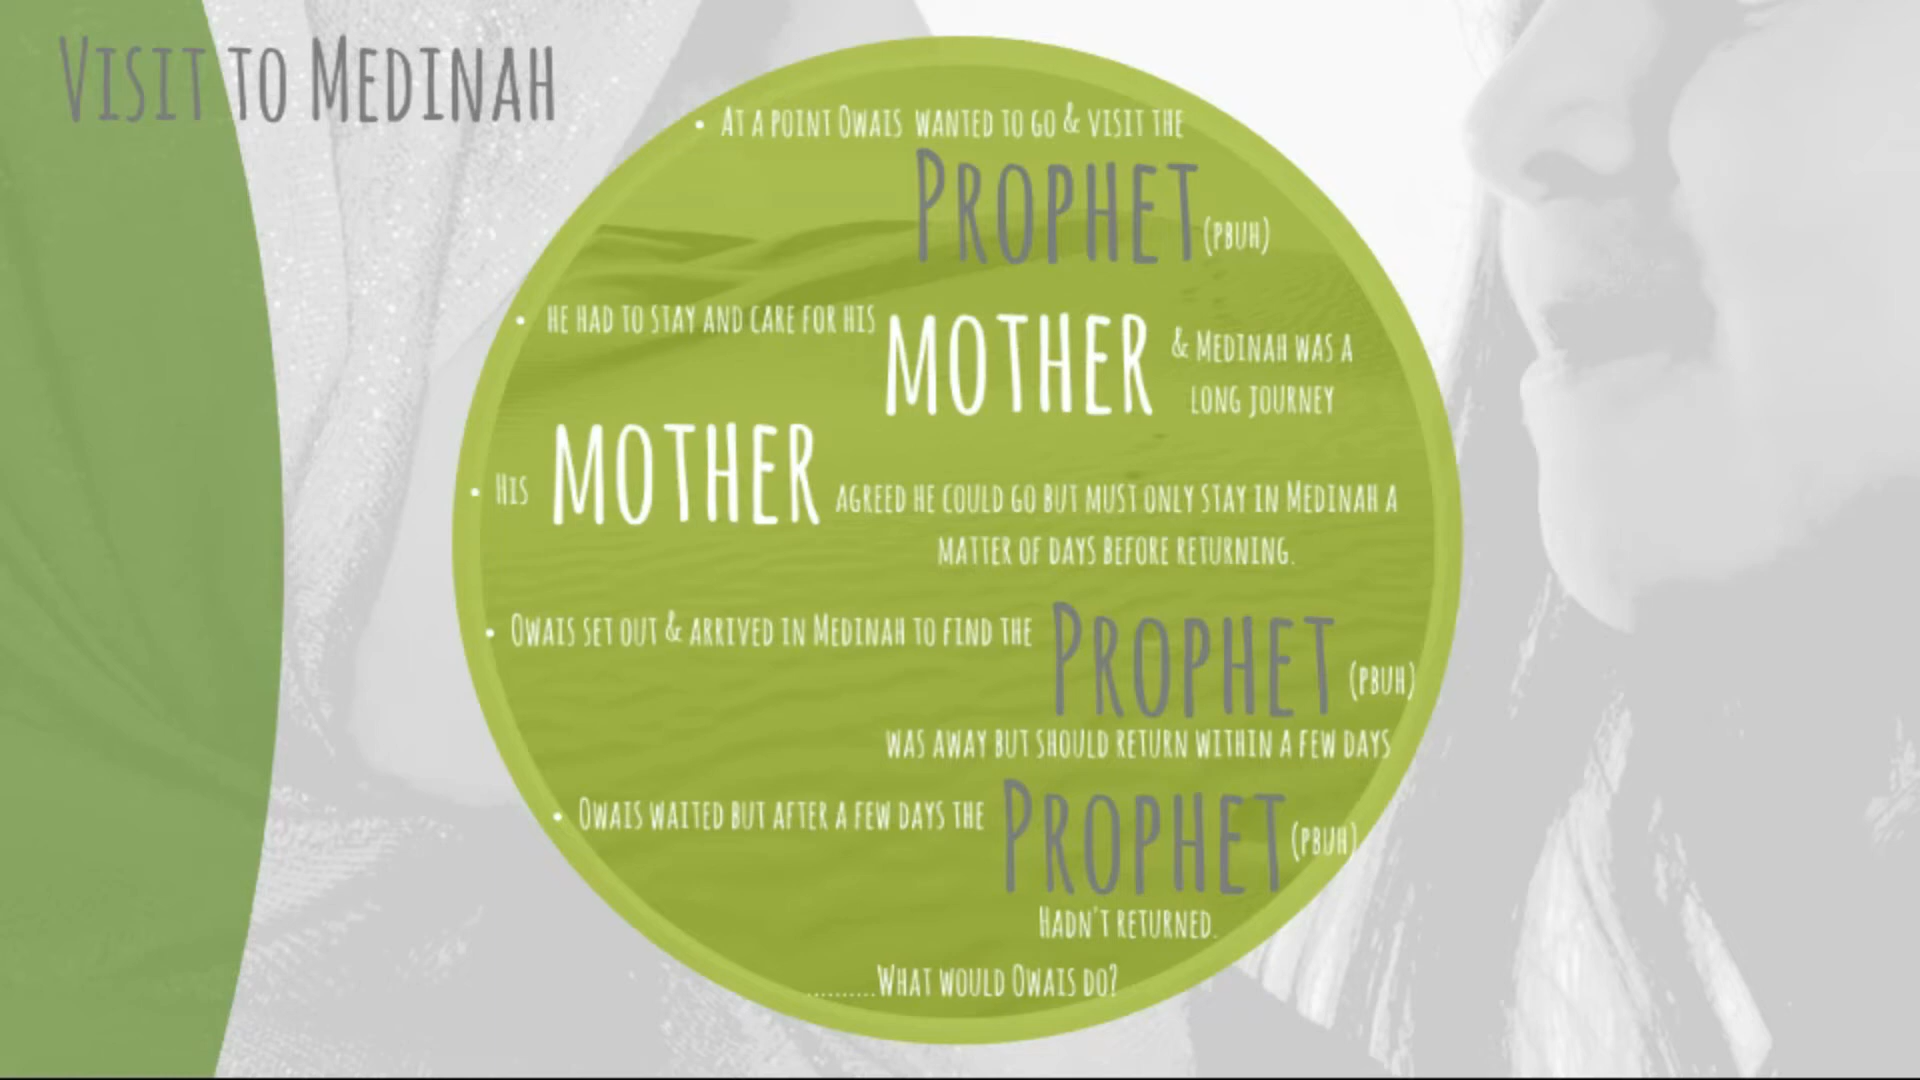 Visit to Medinah
• At a point Owais wanted to go & visit the
Prophet (pbuh)
• he had to stay and care for his mother & Medinah was a
long journey
• His mother agreed he could go but must only stay in Medinah a
matter of days before returning.
• Owais set out & arrived in Medinah to find the Prophet (pbuh)
was away but should return within a few days
• Owais waited but after a few days the Prophet (pbuh)
Hadn't returned.
..........What would Owais do?